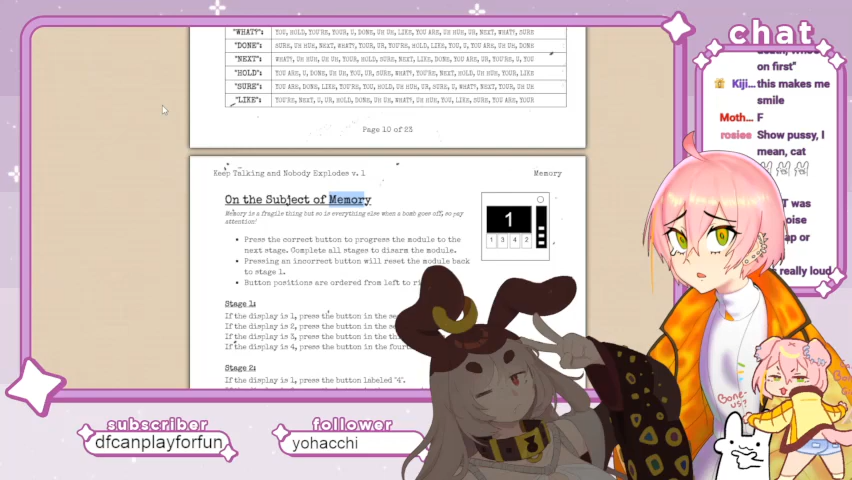 "WHAT?": YOU, HOLD, YOU'RE, YOUR, U, DONE, UH UH, LIKE, YOU ARE, UH HUH, UR, NEXT, WHAT?, SURE
"DONE": SURE, UH HUH, NEXT, WHAT?, YOUR, UR, YOU'RE, HOLD, LIKE, YOU, U, YOU ARE, UH UH, DONE
"NEXT": WHAT?, UH HUH, UH UH, YOUR, HOLD, SURE, NEXT, LIKE, DONE, YOU ARE, UR, YOU'RE, U, YOU
"HOLD": YOU ARE, U, DONE, UH UH, YOU, UR, SURE, WHAT?, YOU'RE, NEXT, HOLD, UH HUH, YOUR, LIKE
"SURE": YOU ARE, DONE, LIKE, YOU'RE, YOU, HOLD, UH HUH, UR, SURE, U, WHAT?, NEXT, YOUR, UH UH
"LIKE": YOU'RE, NEXT, U, UR, HOLD, DONE, UH UH, WHAT?, UH HUH, YOU, LIKE, SURE, YOU ARE, YOUR
Page 10 of 23
Keep Talking and Nobody Explodes v. 1
Memory
On the Subject of Memory
Memory is a fragile thing but so is everything else when a bomb goes off, so pay
attention!
Press the correct button to progress the module to the
next stage. Complete all stages to disarm the module.
Pressing an incorrect button will reset the module back
to stage 1.
Button positions are ordered from left to ri
1
1 3 4 2
Stage 1:
If the display is 1, press the button in the se
If the display is 2, press the button in the se
If the display is 3, press the button in the thi
If the display is 4, press the button in the fourt
Stage 2:
If the display is 1, press the button labeled "4".
chat
on first"
Kiji... this makes me
smile
Moth... F
rosiee Show pussy, I
mean, cat
T was
oise
ap or
s really loud
BONE-
US?
subscriber
dfcanplayforfun
follower
yohacchi